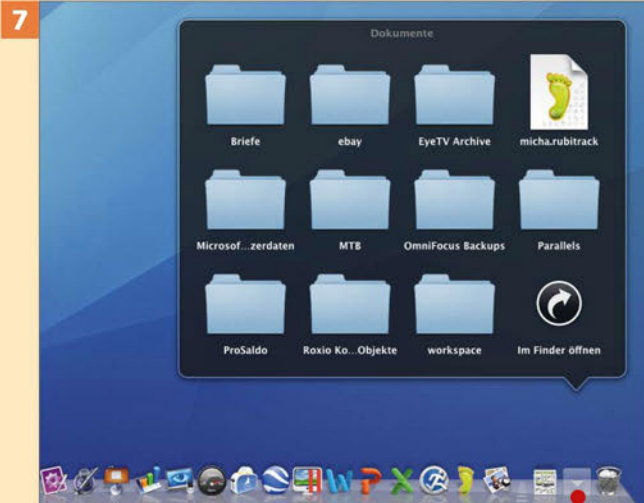 7
Dokumente
Briefe
ebay
EyeTV Archive
micha.rubitrack
Microsof...zerdaten
MTB
OmniFocus Backups
Parallels
ProSaldo
Roxio Ko...Objekte
workspace
Im Finder öffnen